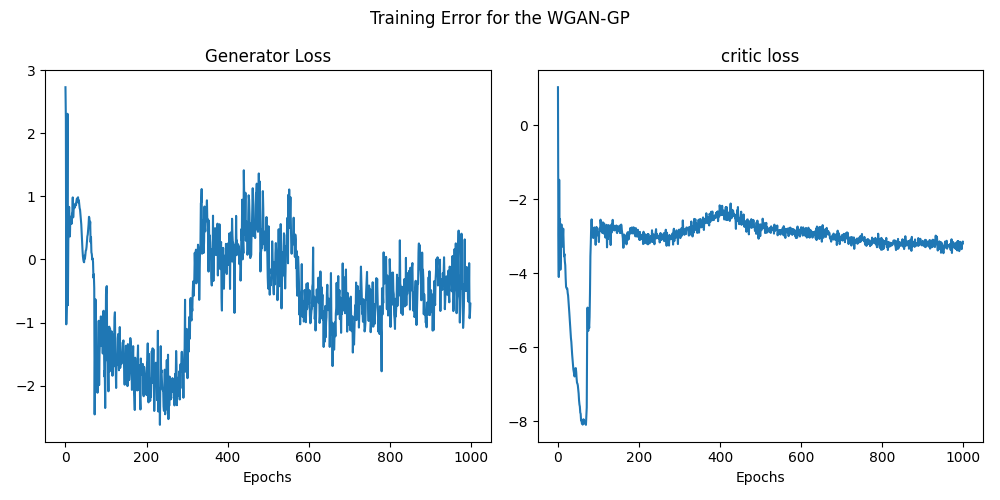 Training Error for the WGAN-GP
Generator Loss
3
2
1
0
−1
−2
0 200 400 600 800 1000
Epochs
critic loss
0
−2
−4
−6
−8
0 200 400 600 800 1000
Epochs